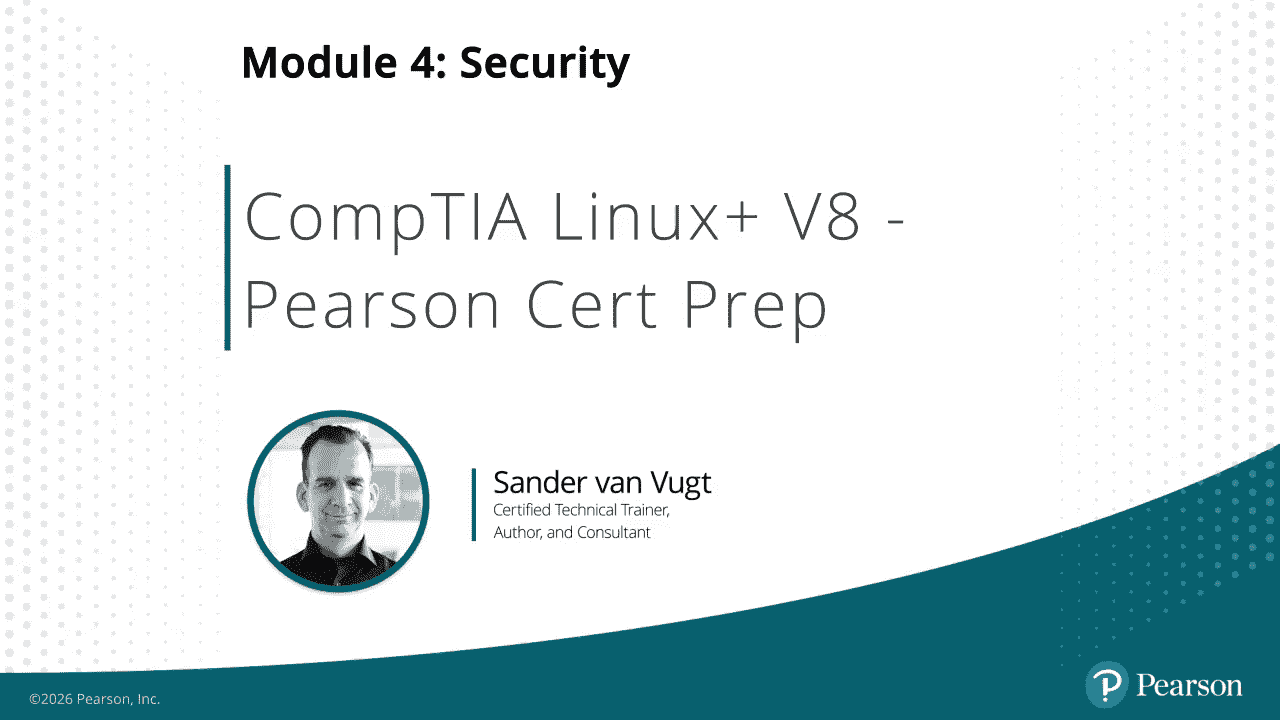 Module 4: Security
CompTIA Linux+ V8 -
Pearson Cert Prep
Sander van Vugt
Certified Technical Trainer,
Author, and Consultant
©2026 Pearson, Inc.
P Pearson